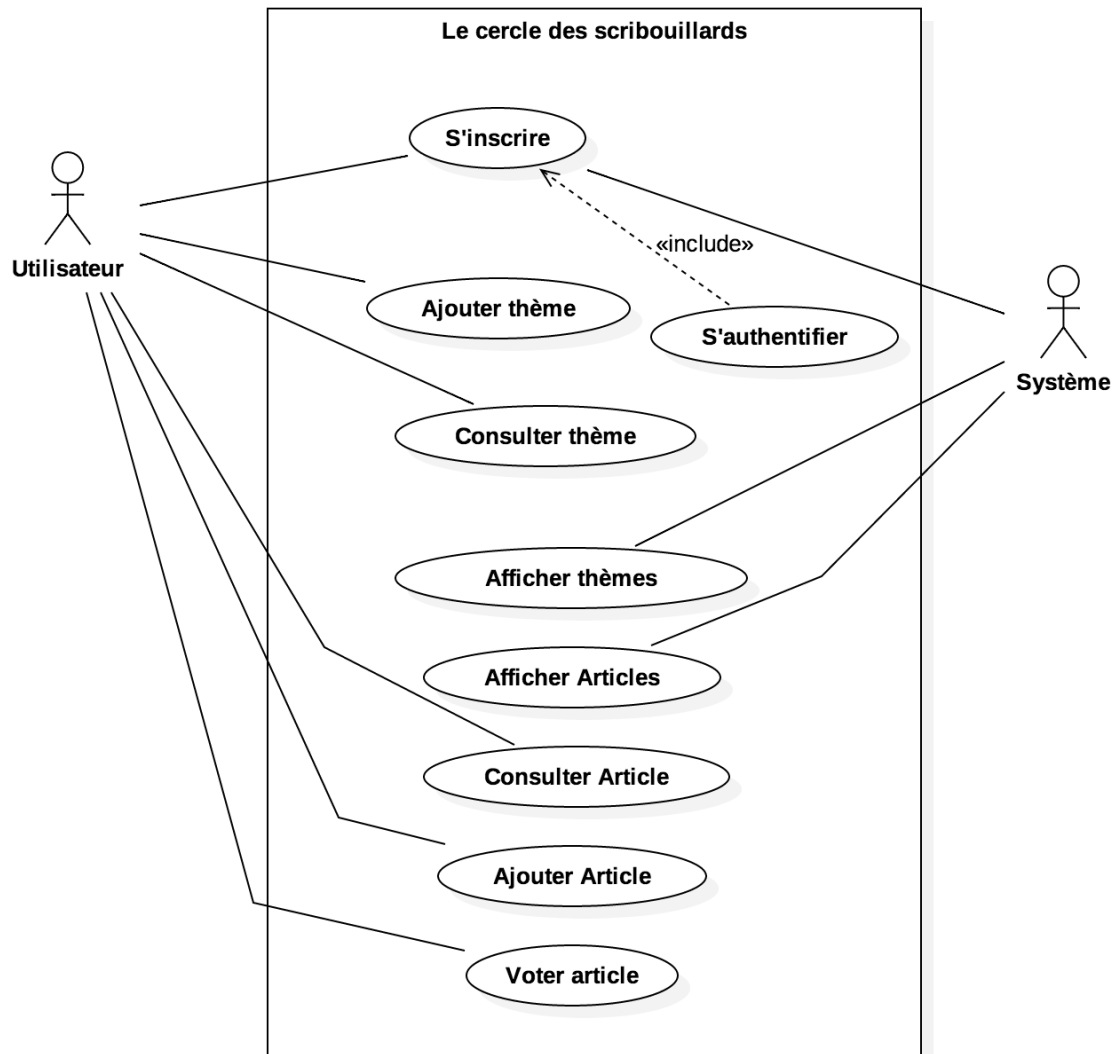 Le cercle des scribouillards
S'inscrire
«include»
Utilisateur
Ajouter thème
S'authentifier
Système
Consulter thème
Afficher thèmes
Afficher Articles
Consulter Article
Ajouter Article
Voter article